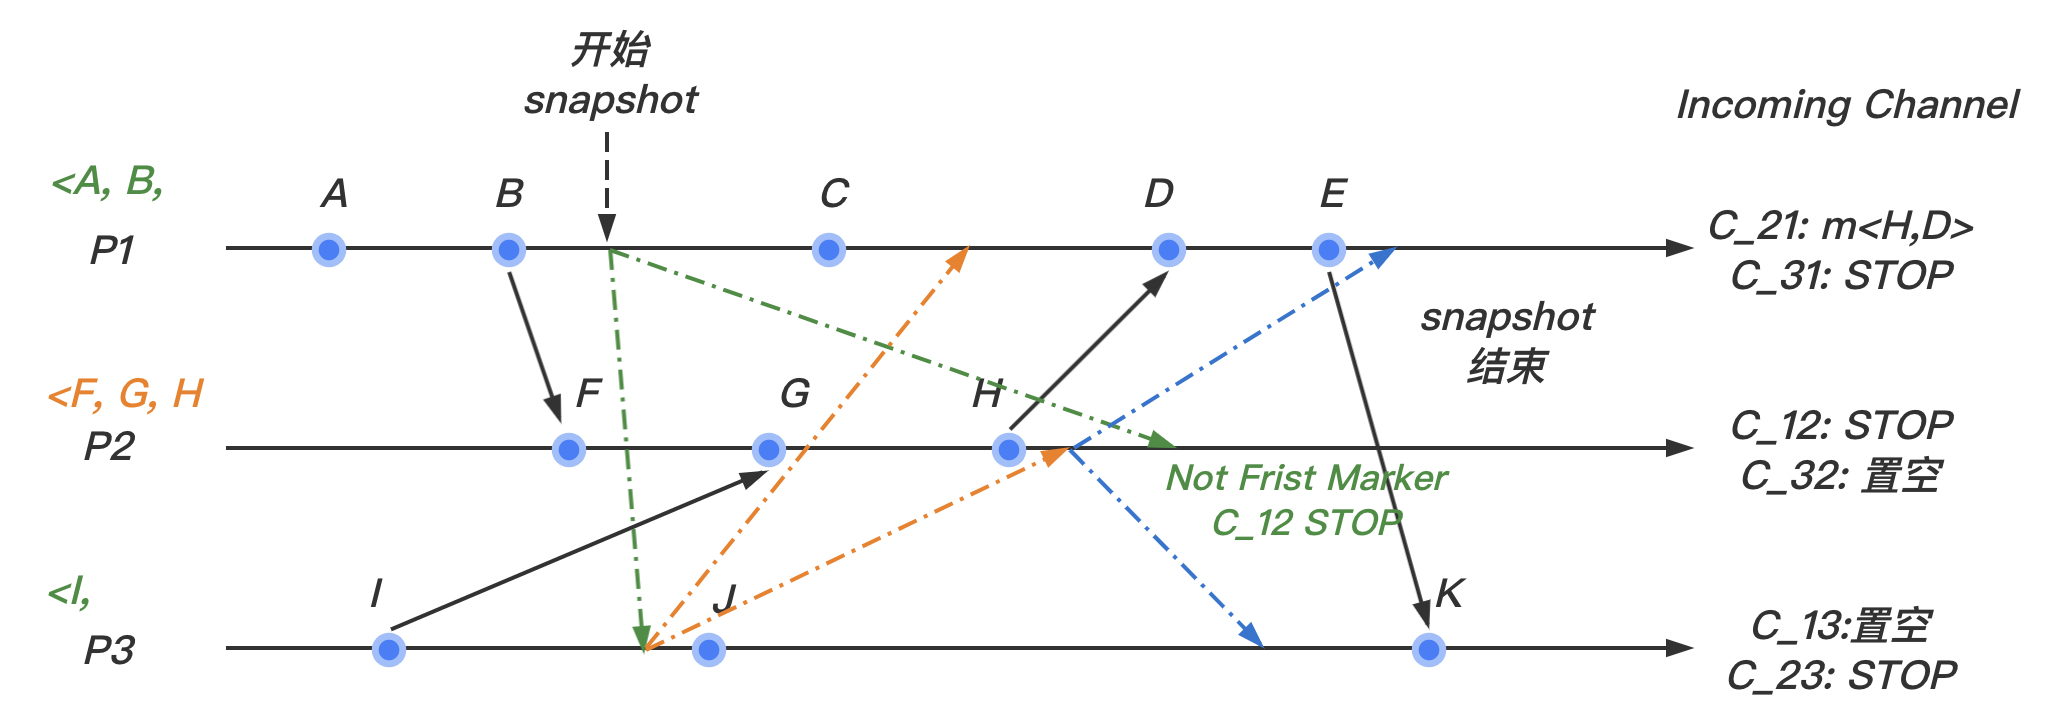 开始
snapshot
Incoming Channel
<A, B,
A
B
C
D
E
P1
C_21: m<H,D>
C_31: STOP
snapshot
结束
<F, G, H
F
G
H
P2
C_12: STOP
C_32: 置空
Not Frist Marker
C_12 STOP
<I,
I
J
K
P3
C_13:置空
C_23: STOP